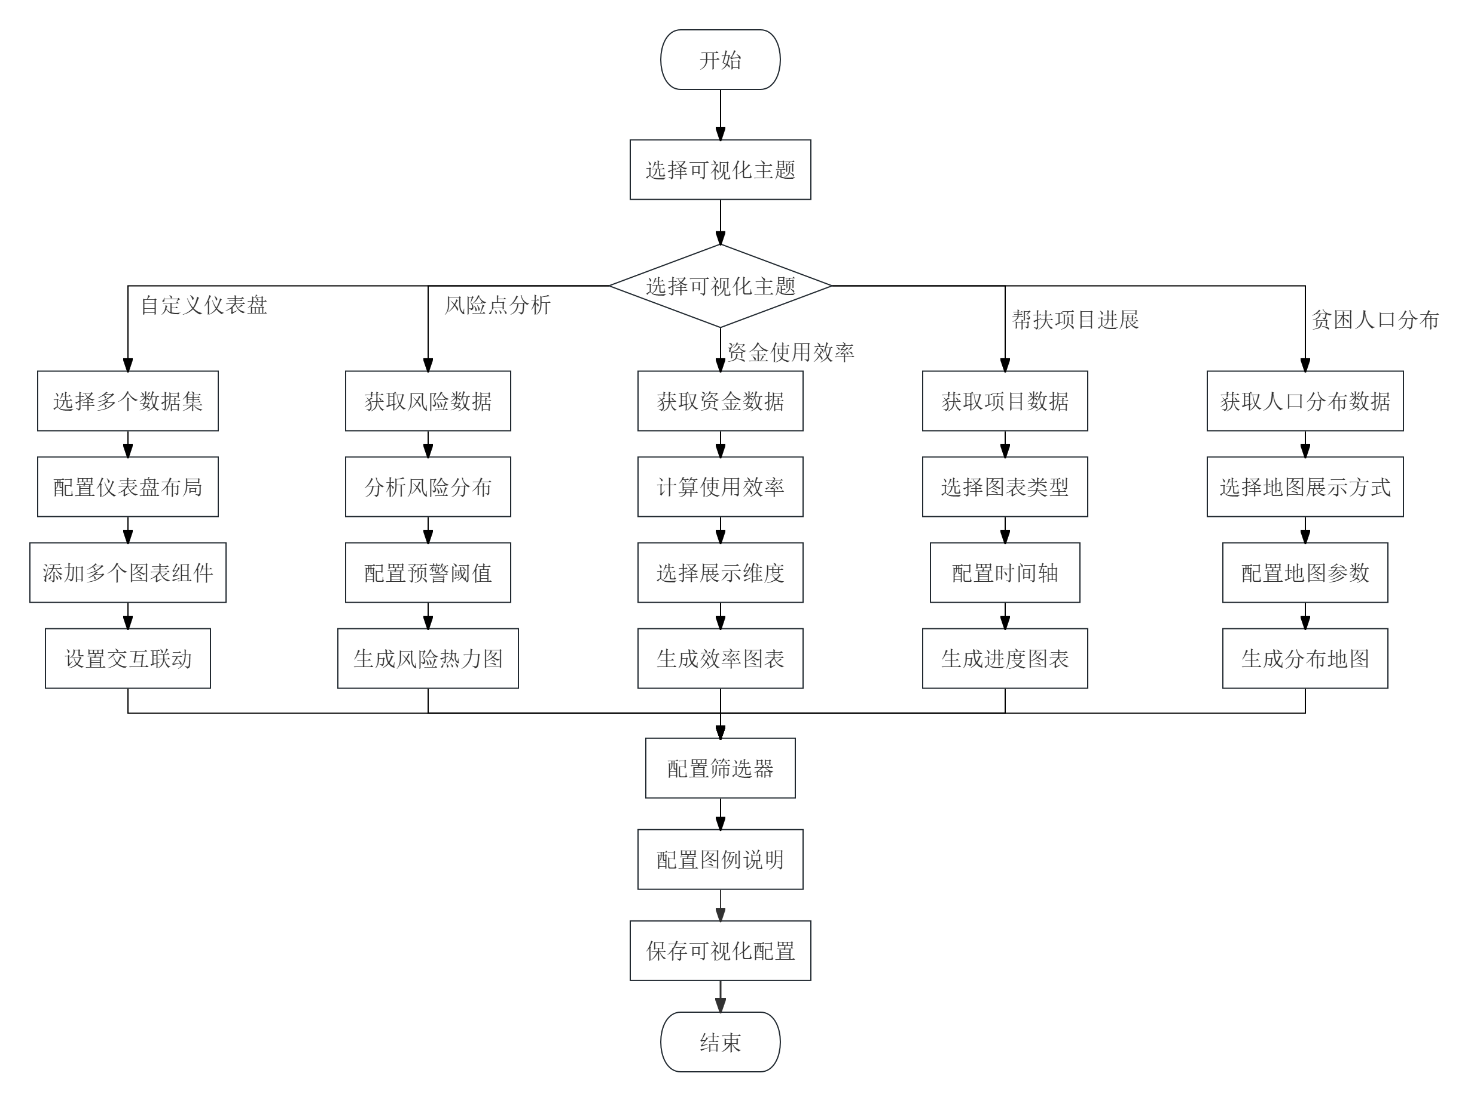 开始
选择可视化主题
选择可视化主题
自定义仪表盘
风险点分析
资金使用效率
帮扶项目进展
贫困人口分布
选择多个数据集
获取风险数据
获取资金数据
获取项目数据
获取人口分布数据
配置仪表盘布局
分析风险分布
计算使用效率
选择图表类型
选择地图展示方式
添加多个图表组件
配置预警阈值
选择展示维度
配置时间轴
配置地图参数
设置交互联动
生成风险热力图
生成效率图表
生成进度图表
生成分布地图
配置筛选器
配置图例说明
保存可视化配置
结束